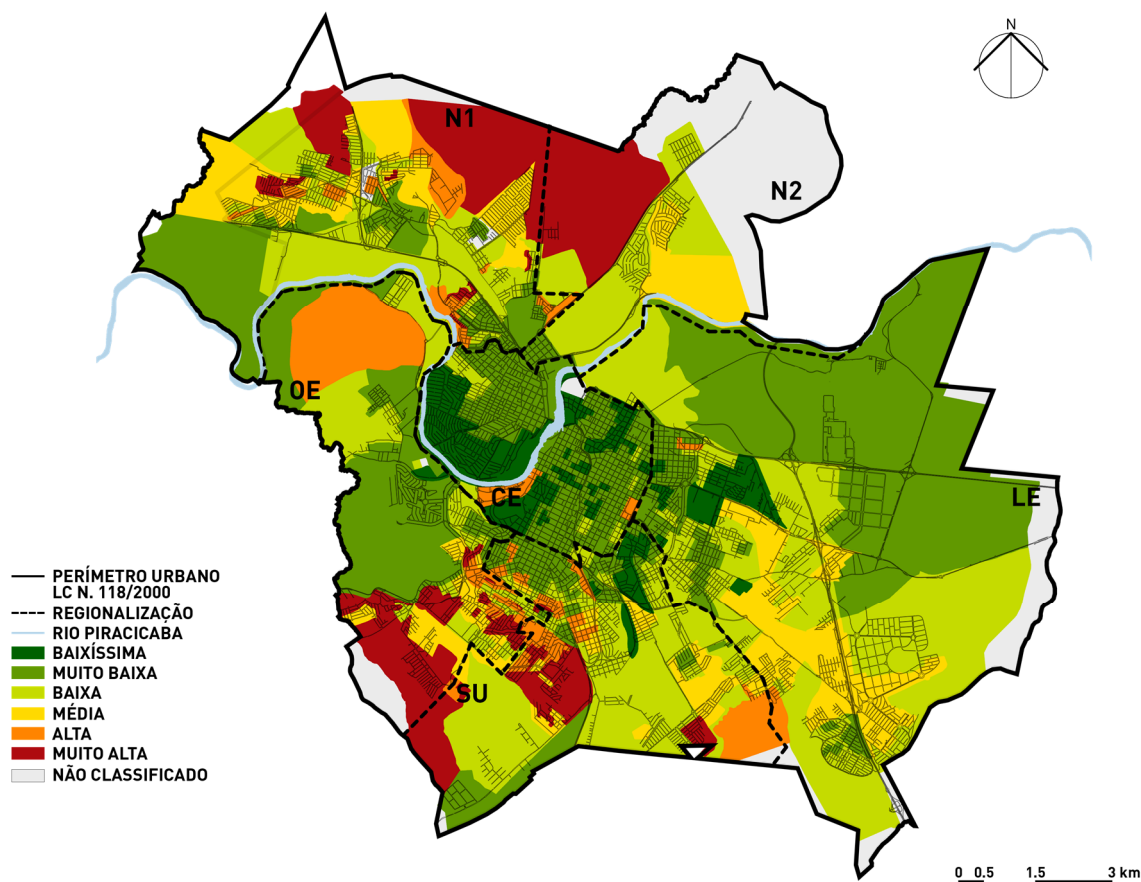 N
N1
N2
OE
CE
LE
SU
PERÍMETRO URBANO
LC N. 118/2000
REGIONALIZAÇÃO
RIO PIRACICABA
BAIXÍSSIMA
MUITO BAIXA
BAIXA
MÉDIA
ALTA
MUITO ALTA
NÃO CLASSIFICADO
0 0.5 1.5 3 km